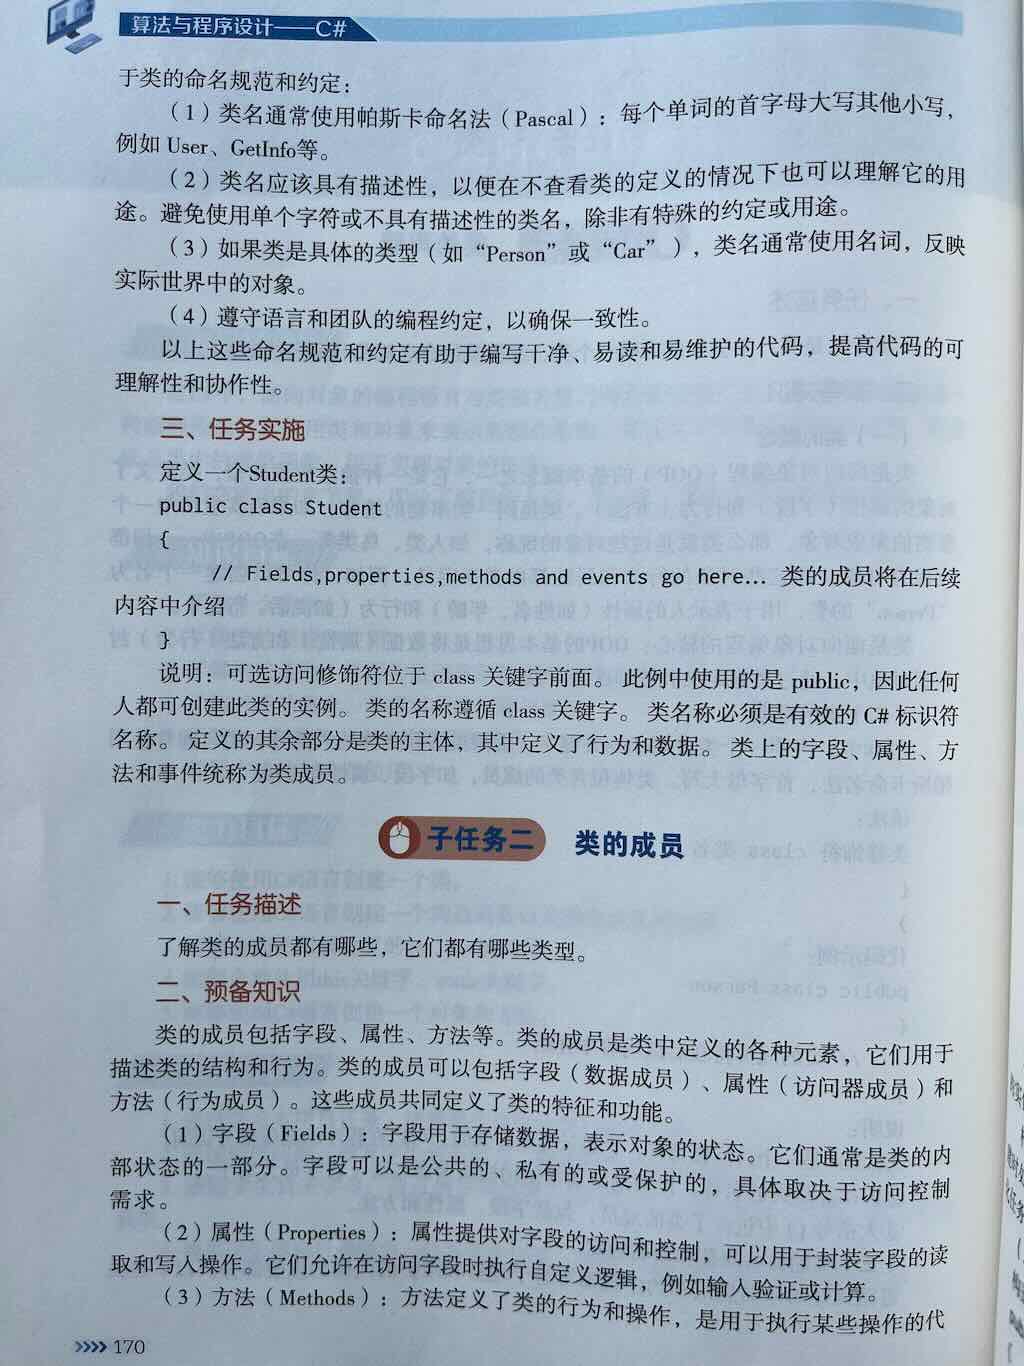 算法与程序设计——C#
于类的命名规范和约定：
（1）类名通常使用帕斯卡命名法（Pascal）：每个单词的首字母大写其他小写，
例如 User、GetInfo等。
（2）类名应该具有描述性，以便在不查看类的定义的情况下也可以理解它的用
途。避免使用单个字符或不具有描述性的类名，除非有特殊的约定或用途。
（3）如果类是具体的类型（如“Person”或“Car”），类名通常使用名词，反映
实际世界中的对象。
（4）遵守语言和团队的编程约定，以确保一致性。
以上这些命名规范和约定有助于编写干净、易读和易维护的代码，提高代码的可
理解性和协作性。
三、任务实施
定义一个Student类：
public class Student
{
// Fields,properties,methods and events go here... 类的成员将在后续
内容中介绍
}
说明：可选访问修饰符位于 class 关键字前面。 此例中使用的是 public，因此任何
人都可创建此类的实例。 类的名称遵循 class 关键字。 类名称必须是有效的 C# 标识符
名称。 定义的其余部分是类的主体，其中定义了行为和数据。 类上的字段、属性、方
法和事件统称为类成员。
子任务二 类的成员
一、任务描述
了解类的成员都有哪些，它们都有哪些类型。
二、预备知识
类的成员包括字段、属性、方法等。类的成员是类中定义的各种元素，它们用于
描述类的结构和行为。类的成员可以包括字段（数据成员）、属性（访问器成员）和
方法（行为成员）。这些成员共同定义了类的特征和功能。
（1）字段（Fields）：字段用于存储数据，表示对象的状态。它们通常是类的内
部状态的一部分。字段可以是公共的、私有的或受保护的，具体取决于访问控制
需求。
（2）属性（Properties）：属性提供对字段的访问和控制，可以用于封装字段的读
取和写入操作。它们允许在访问字段时执行自定义逻辑，例如输入验证或计算。
（3）方法（Methods）：方法定义了类的行为和操作，是用于执行某些操作的代
170